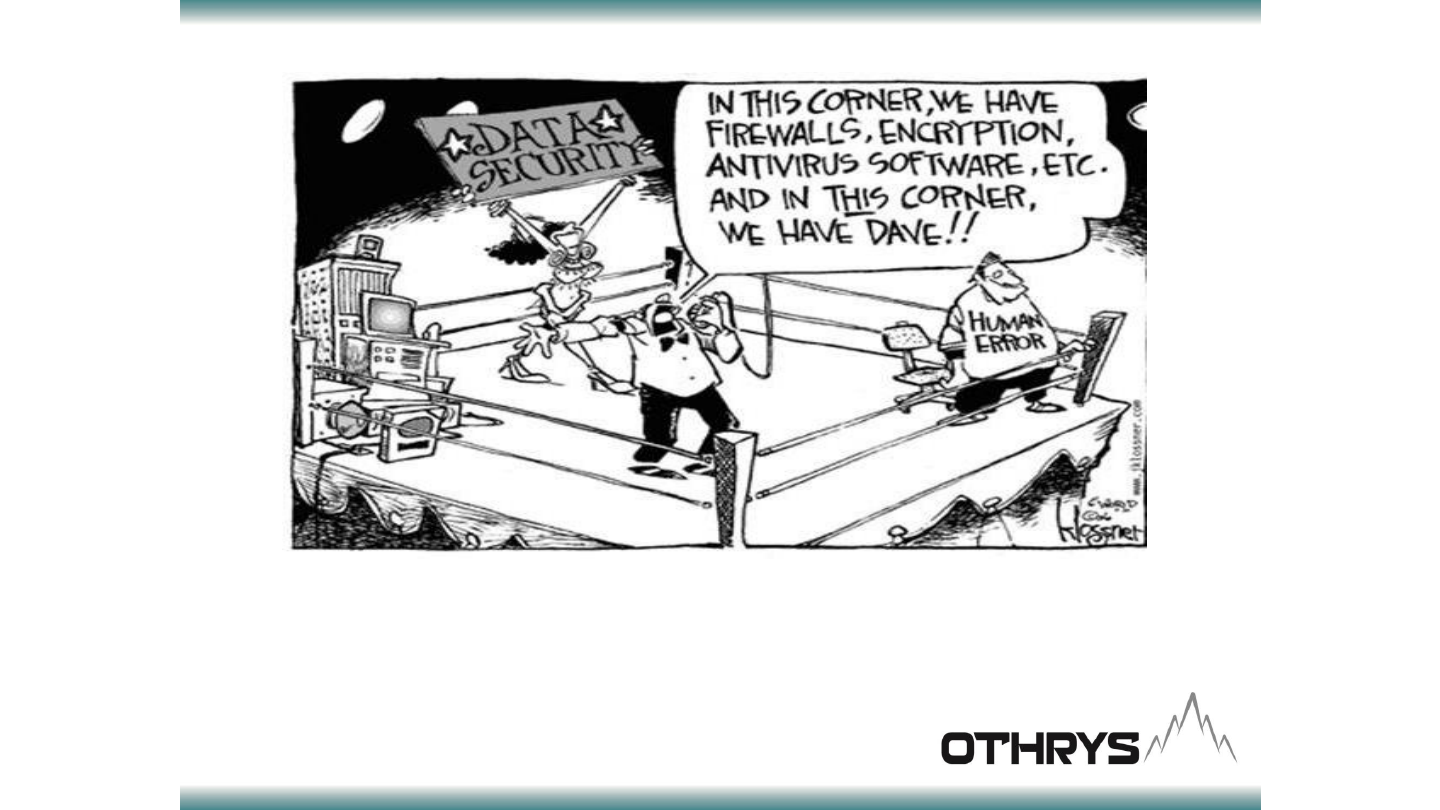 DATA
SECURITY
IN THIS CORNER, WE HAVE
FIREWALLS, ENCRYPTION,
ANTIVIRUS SOFTWARE, ETC.
AND IN THIS CORNER,
WE HAVE DAVE!!
HUMAN
ERROR
www.jklossner.com
klossner
OTHRYS